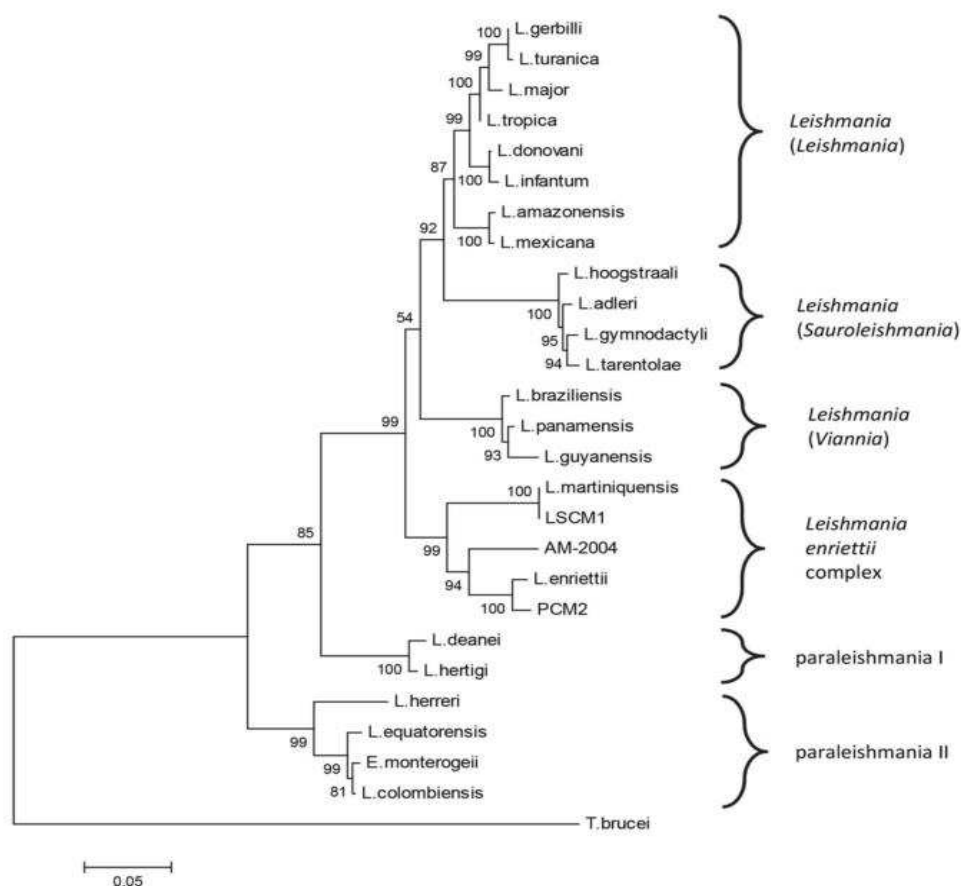 100
L.gerbilli
99
L.turanica
100
L.major
99
L.tropica
Leishmania
(Leishmania)
87
L.donovani
100
L.infantum
92
L.amazonensis
100
L.mexicana
L.hoogstraali
54
100
L.adleri
Leishmania
(Sauroleishmania)
95
L.gymnodactyli
94
L.tarentolae
99
L.braziliensis
100
L.panamensis
Leishmania
(Viannia)
93
L.guyanensis
85
100
L.martiniquensis
LSCM1
99
AM-2004
Leishmania
enriettii
complex
94
L.enriettii
100
PCM2
L.deanei
100
L.hertigi
paraleishmania I
L.herreri
99
L.equatorensis
99
E.monterogeii
paraleishmania II
81
L.colombiensis
T.brucei
0.05